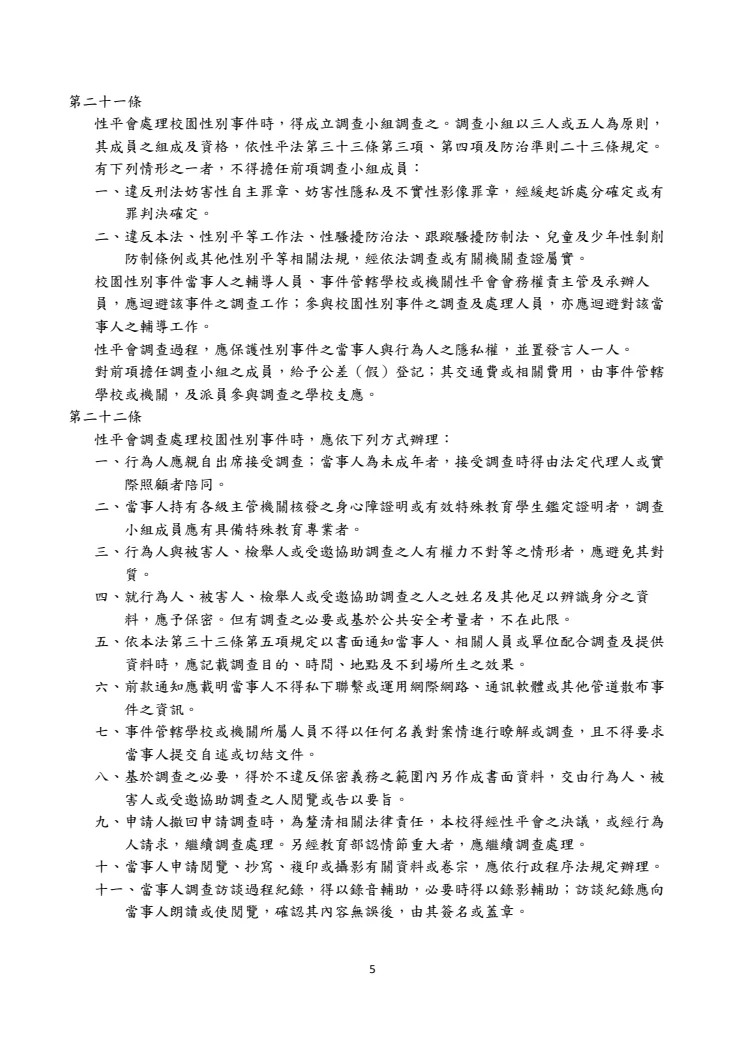 第二十一條
性平會處理校園性別事件時，得成立調查小組調查之。調查小組以三人或五人為原則，
其成員之組成及資格，依性平法第三十三條第三項、第四項及防治準則二十三條規定。
有下列情形之一者，不得擔任前項調查小組成員：
一、違反刑法妨害性自主罪章、妨害性隱私及不實性影像罪章，經緩起訴處分確定或有
罪判決確定。
二、違反本法、性別平等工作法、性騷擾防治法、跟蹤騷擾防制法、兒童及少年性剝削
防制條例或其他性別平等相關法規，經依法調查或有關機關查證屬實。
校園性別事件當事人之輔導人員、事件管轄學校或機關性平會會務權責主管及承辦人
員，應迴避該事件之調查工作；參與校園性別事件之調查及處理人員，亦應迴避對該當
事人之輔導工作。
性平會調查過程，應保護性別事件之當事人與行為人之隱私權，並置發言人一人。
對前項擔任調查小組之成員，給予公差（假）登記；其交通費或相關費用，由事件管轄
學校或機關，及派員參與調查之學校支應。
第二十二條
性平會調查處理校園性別事件時，應依下列方式辦理：
一、行為人應親自出席接受調查；當事人為未成年者，接受調查時得由法定代理人或實
際照顧者陪同。
二、當事人持有各級主管機關核發之身心障證明或有效特殊教育學生鑑定證明者，調查
小組成員應有具備特殊教育專業者。
三、行為人與被害人、檢舉人或受邀協助調查之人有權力不對等之情形者，應避免其對
質。
四、就行為人、被害人、檢舉人或受邀協助調查之人之姓名及其他足以辨識身分之資
料，應予保密。但有調查之必要或基於公共安全考量者，不在此限。
五、依本法第三十三條第五項規定以書面通知當事人、相關人員或單位配合調查及提供
資料時，應記載調查目的、時間、地點及不到場所生之效果。
六、前款通知應載明當事人不得私下聯繫或運用網際網路、通訊軟體或其他管道散布事
件之資訊。
七、事件管轄學校或機關所屬人員不得以任何名義對案情進行瞭解或調查，且不得要求
當事人提交自述或切結文件。
八、基於調查之必要，得於不違反保密義務之範圍內另作成書面資料，交由行為人、被
害人或受邀協助調查之人閱覽或告以要旨。
九、申請人撤回申請調查時，為釐清相關法律責任，本校得經性平會之決議，或經行為
人請求，繼續調查處理。另經教育部認情節重大者，應繼續調查處理。
十、當事人申請閱覽、抄寫、複印或攝影有關資料或卷宗，應依行政程序法規定辦理。
十一、當事人調查訪談過程紀錄，得以錄音輔助，必要時得以錄影輔助；訪談紀錄應向
當事人朗讀或使閱覽，確認其內容無誤後，由其簽名或蓋章。
5